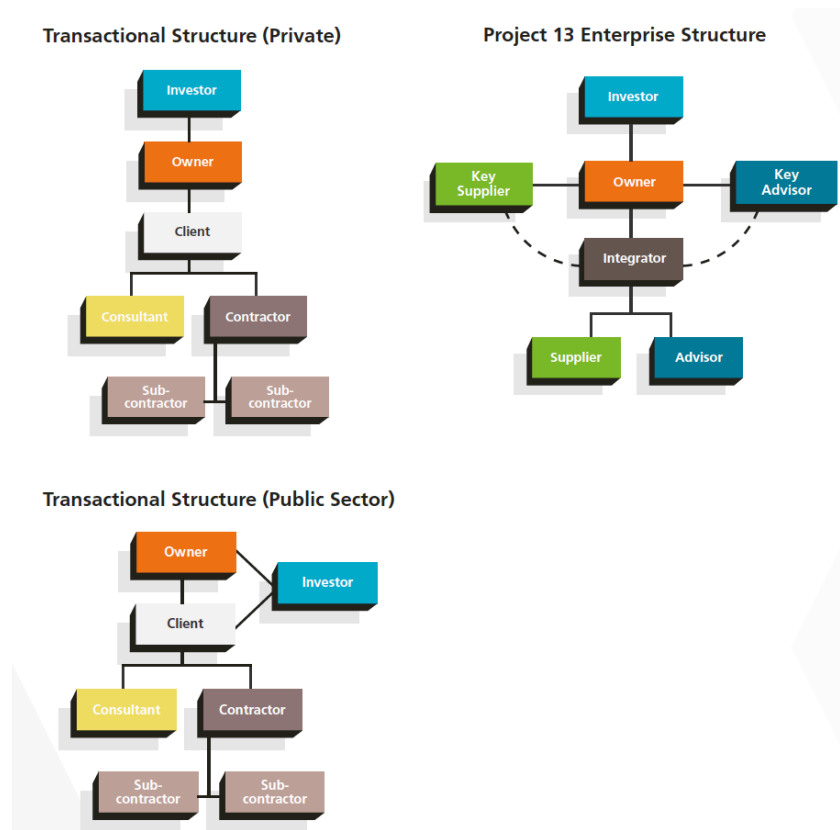 Transactional Structure (Private)
Investor
Owner
Client
Consultant
Contractor
Sub-
contractor
Sub-
contractor
Project 13 Enterprise Structure
Investor
Key
Supplier
Owner
Key
Advisor
Integrator
Supplier
Advisor
Transactional Structure (Public Sector)
Owner
Investor
Client
Consultant
Contractor
Sub-
contractor
Sub-
contractor